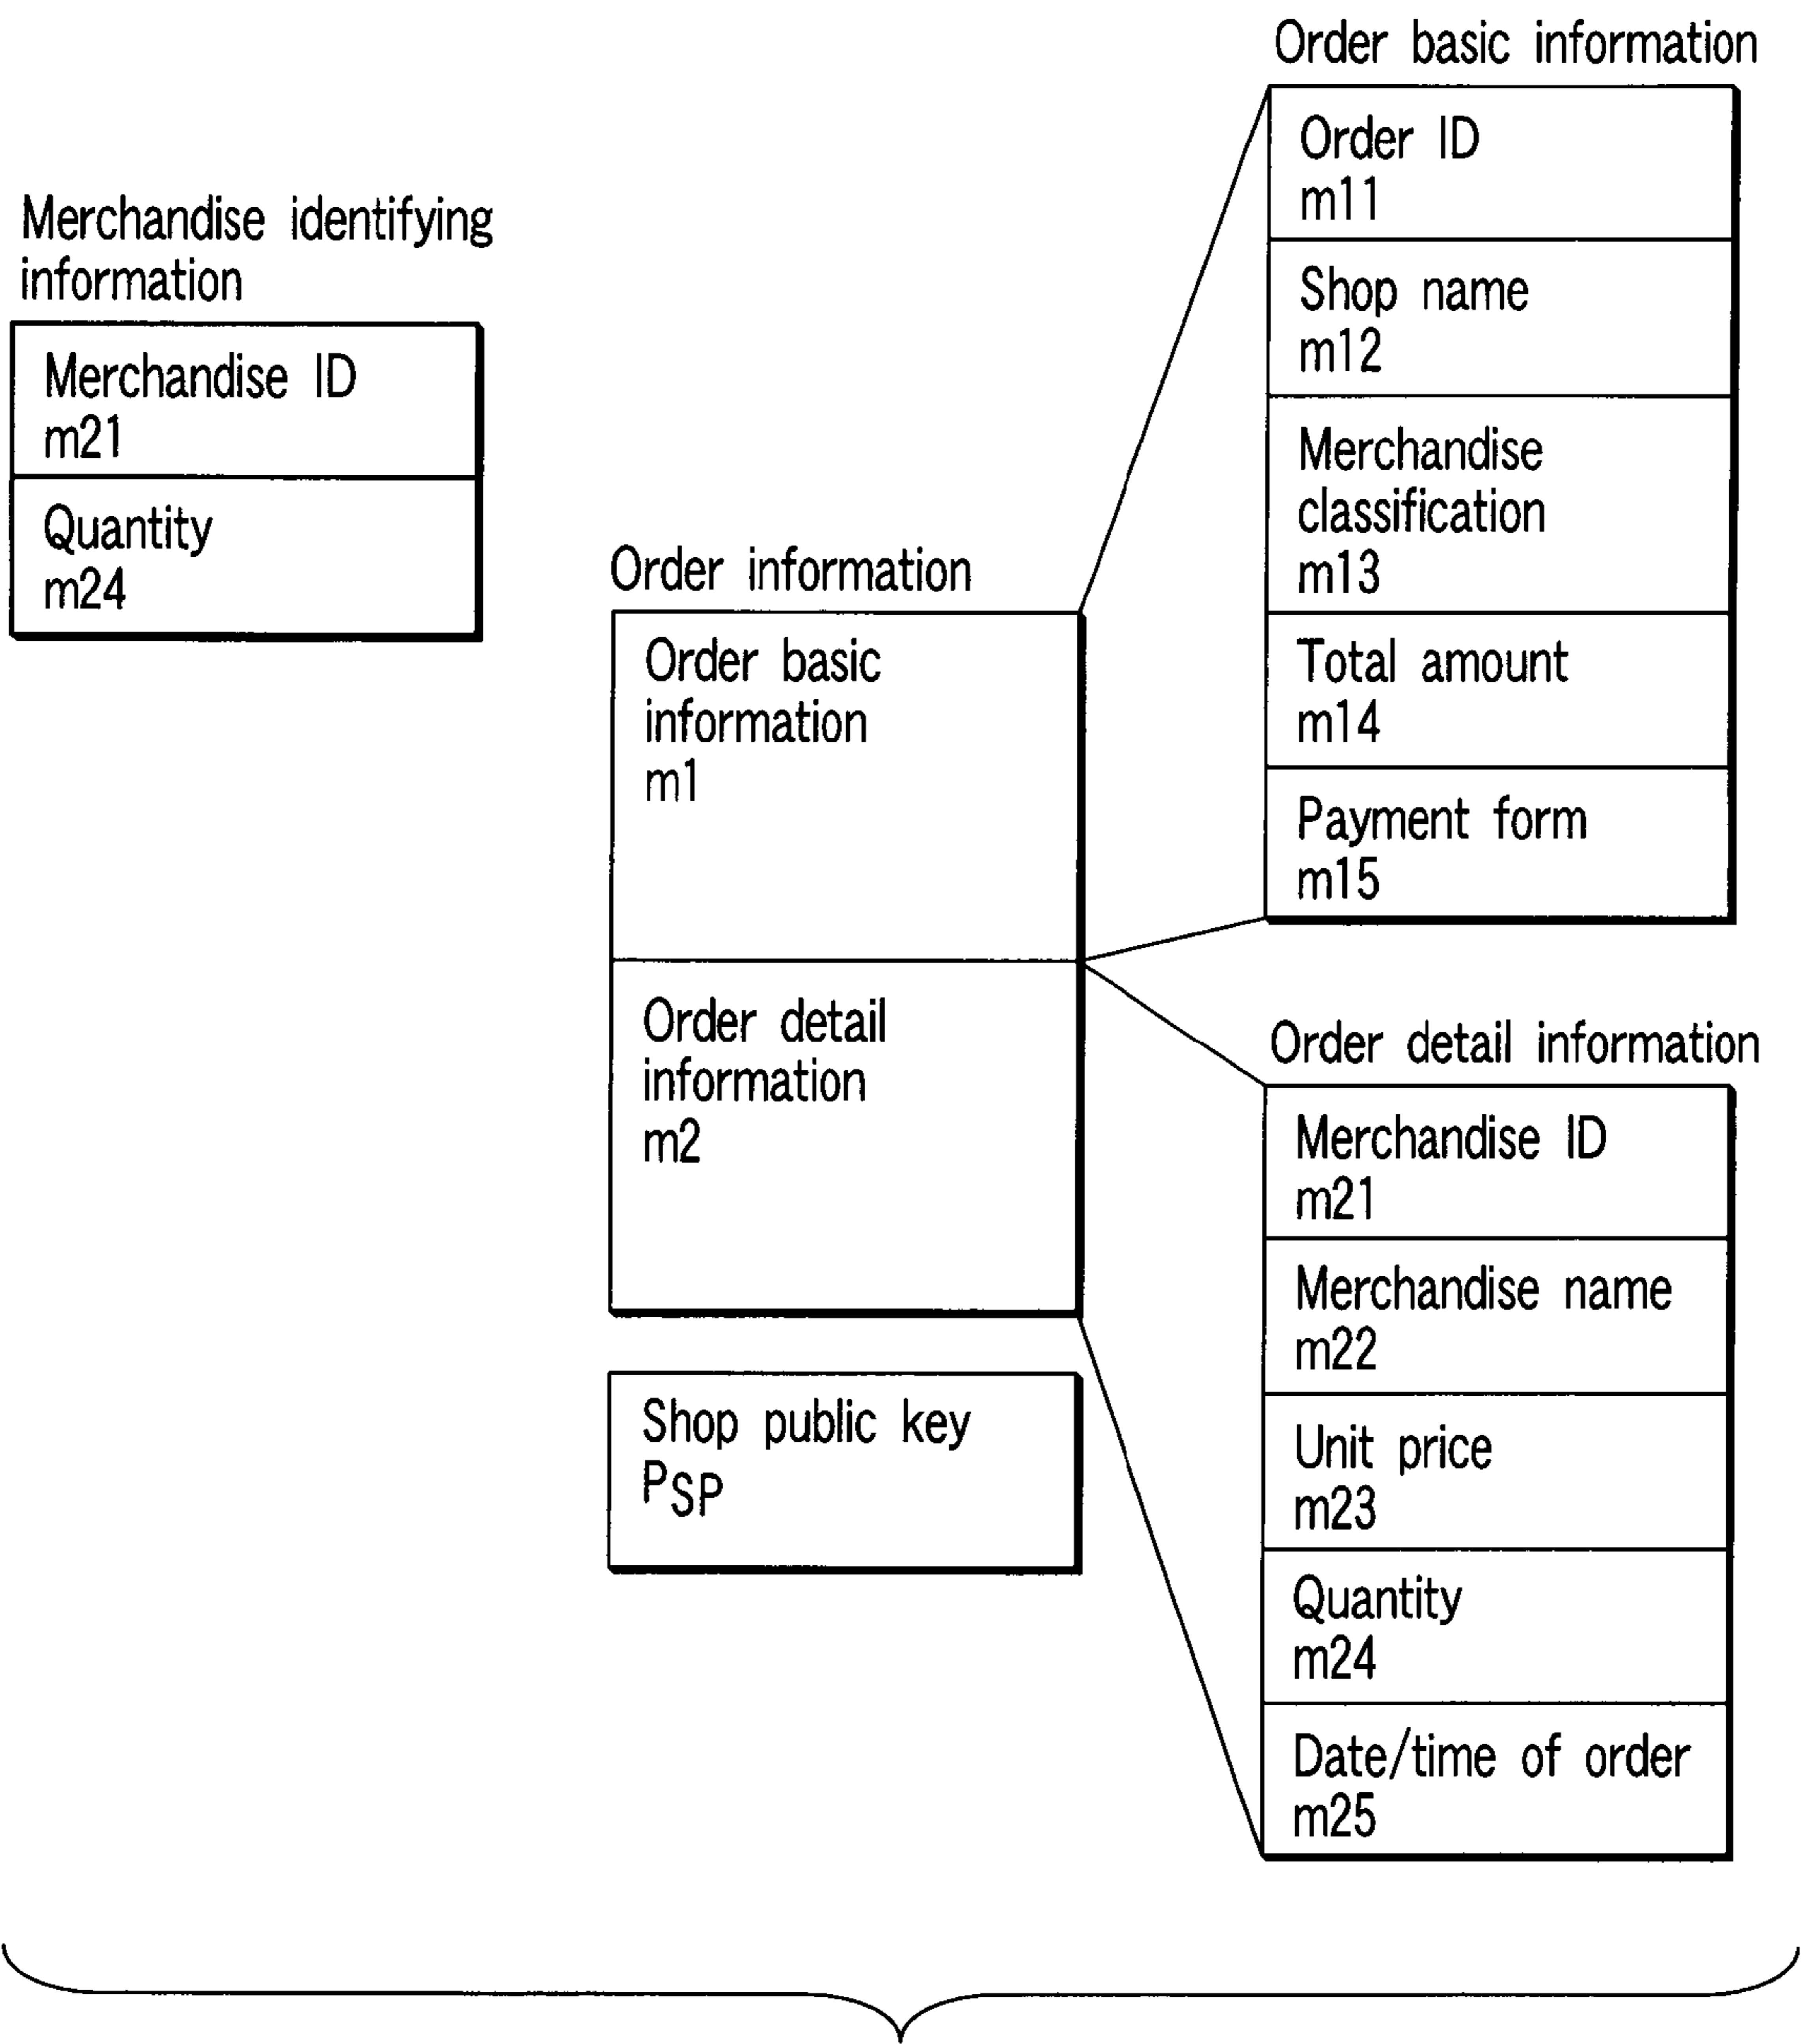 Merchandise identifying
information
Merchandise ID
m21
Quantity
m24
Order information
Order basic
information
m1
Order detail
information
m2
Shop public key
PSP
Order basic information
Order ID
m11
Shop name
m12
Merchandise
classification
m13
Total amount
m14
Payment form
m15
Order detail information
Merchandise ID
m21
Merchandise name
m22
Unit price
m23
Quantity
m24
Date/time of order
m25